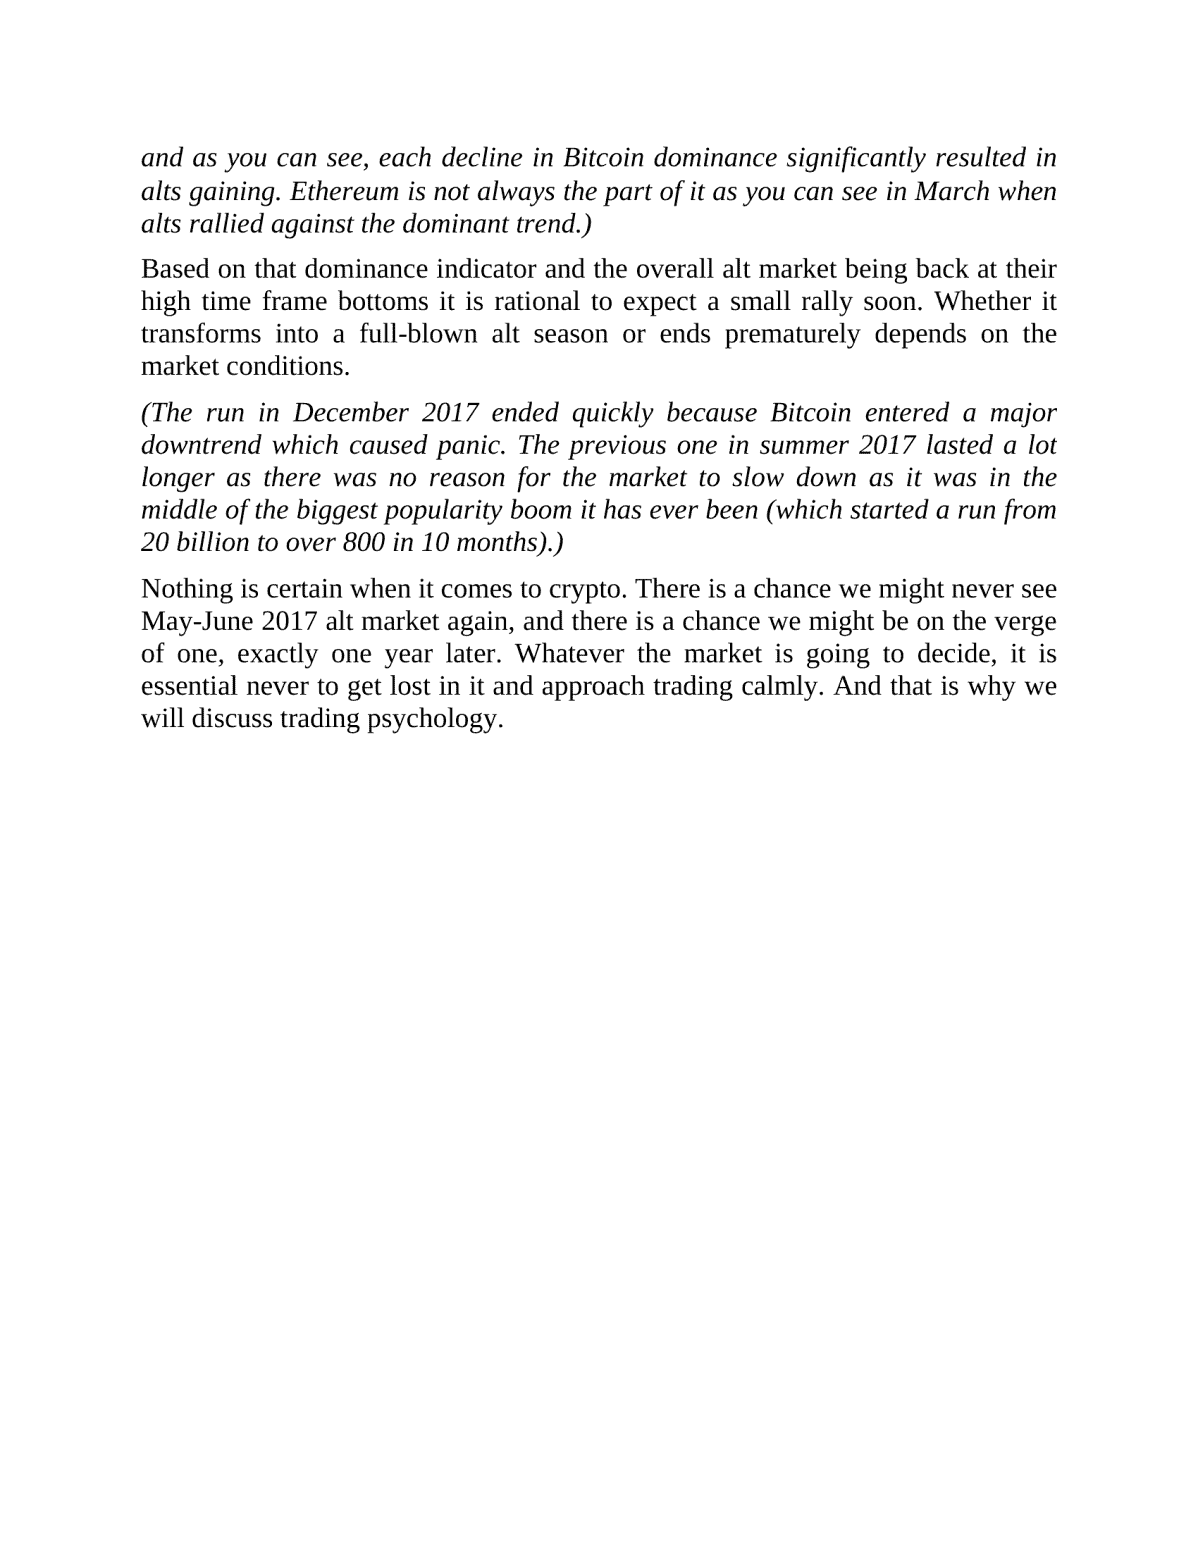 and as you can see, each decline in Bitcoin dominance significantly resulted in
alts gaining. Ethereum is not always the part of it as you can see in March when
alts rallied against the dominant trend.)
Based on that dominance indicator and the overall alt market being back at their
high time frame bottoms it is rational to expect a small rally soon. Whether it
transforms into a full-blown alt season or ends prematurely depends on the
market conditions.
(The run in December 2017 ended quickly because Bitcoin entered a major
downtrend which caused panic. The previous one in summer 2017 lasted a lot
longer as there was no reason for the market to slow down as it was in the
middle of the biggest popularity boom it has ever been (which started a run from
20 billion to over 800 in 10 months).)
Nothing is certain when it comes to crypto. There is a chance we might never see
May-June 2017 alt market again, and there is a chance we might be on the verge
of one, exactly one year later. Whatever the market is going to decide, it is
essential never to get lost in it and approach trading calmly. And that is why we
will discuss trading psychology.